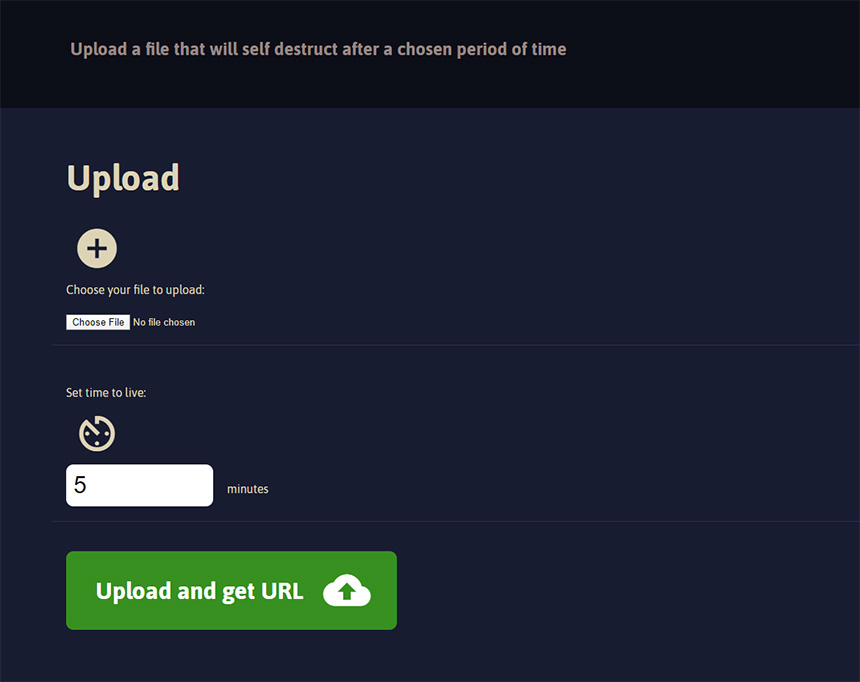 Upload a file that will self destruct after a chosen period of time
Upload
Choose your file to upload:
Choose File No file chosen
Set time to live:
5 minutes
Upload and get URL